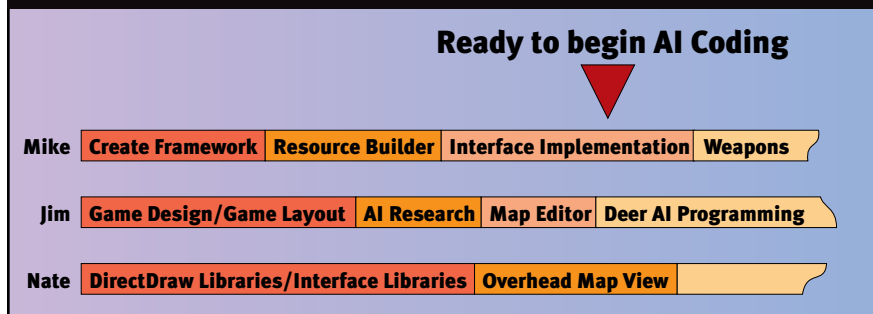 Ready to begin AI Coding
Mike Create Framework Resource Builder Interface Implementation Weapons
Jim Game Design/Game Layout AI Research Map Editor Deer AI Programming
Nate DirectDraw Libraries/Interface Libraries Overhead Map View